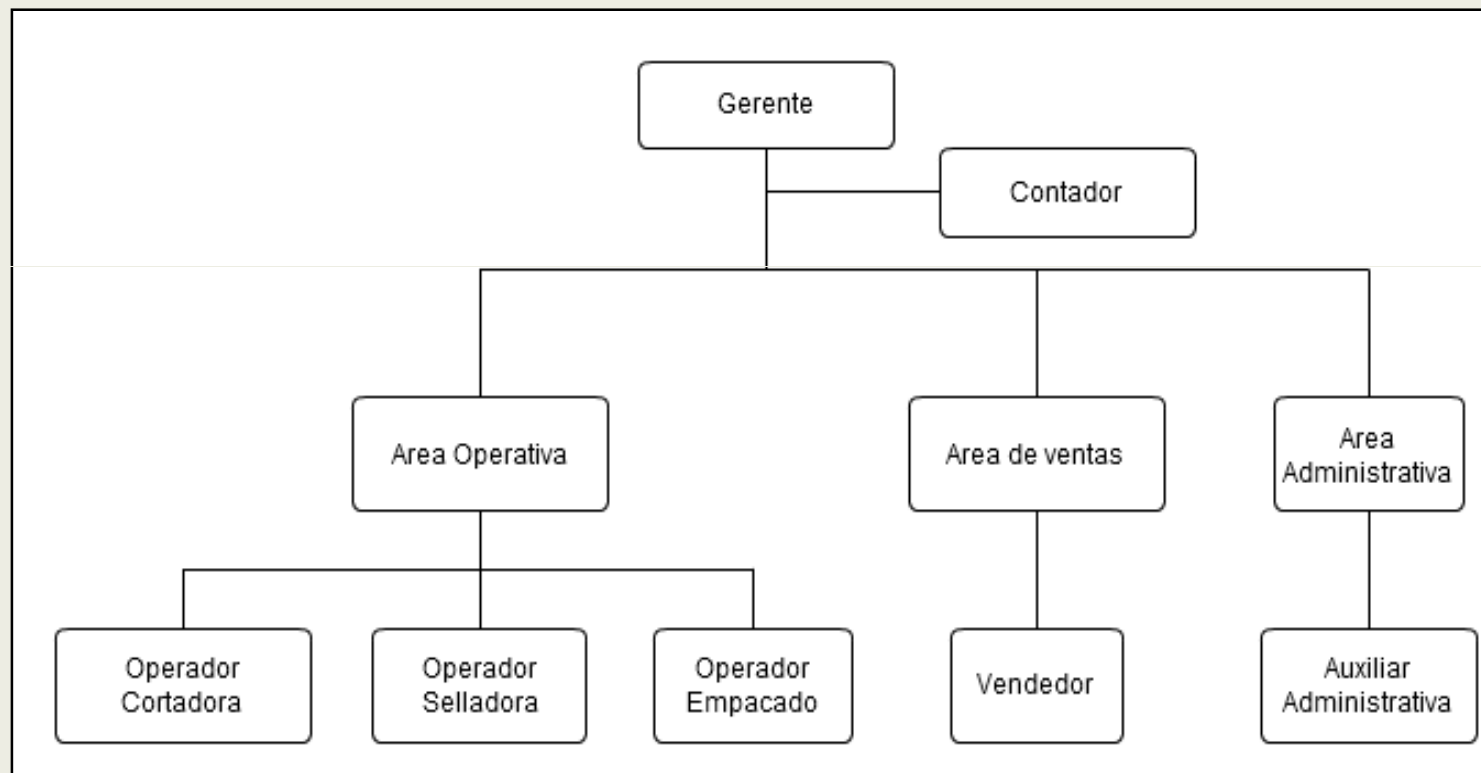 Gerente
Contador
Area Operativa
Area de ventas
Area
Administrativa
Operador
Cortadora
Operador
Selladora
Operador
Empacado
Vendedor
Auxiliar
Administrativa